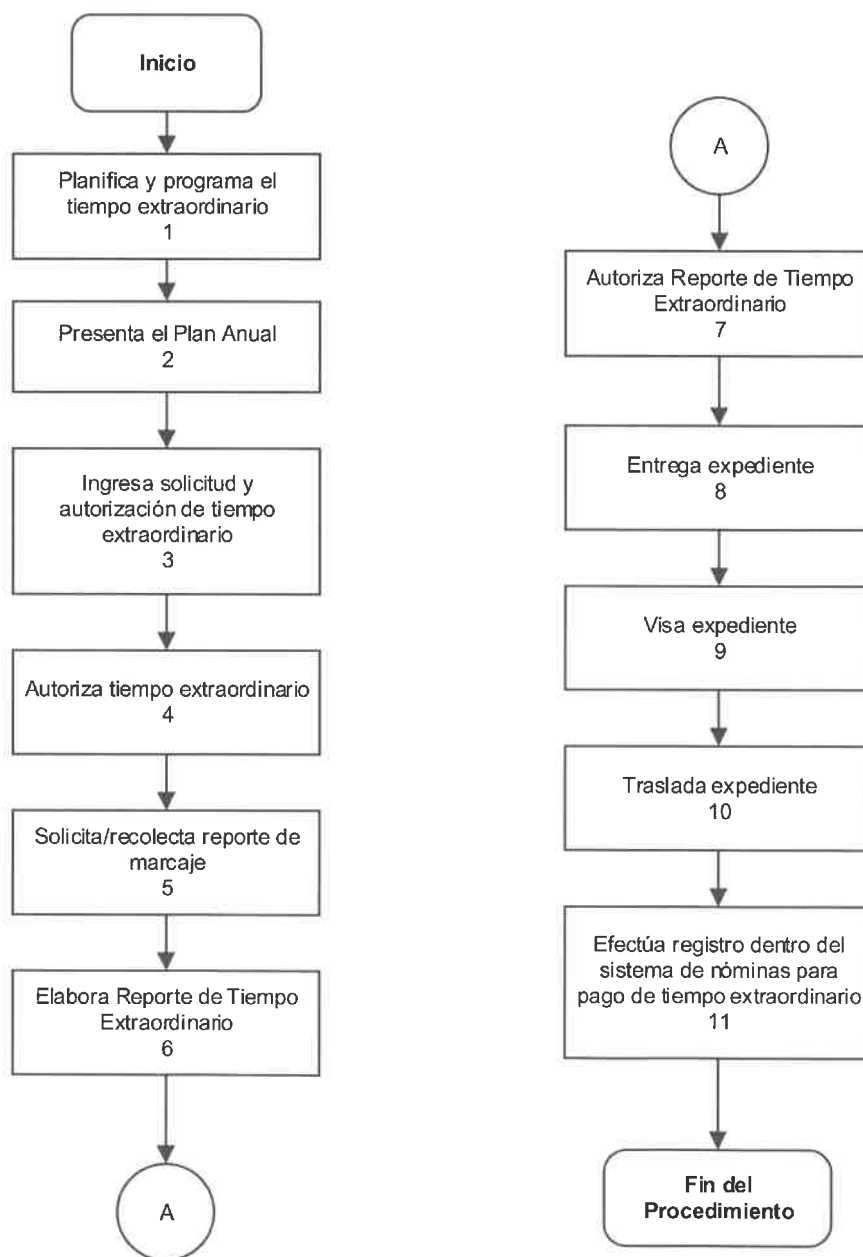 Inicio
Planifica y programa el
tiempo extraordinario
1
Presenta el Plan Anual
2
Ingresa solicitud y
autorización de tiempo
extraordinario
3
Autoriza tiempo extraordinario
4
Solicita/recolecta reporte de
marcaje
5
Elabora Reporte de Tiempo
Extraordinario
6
A
A
Autoriza Reporte de Tiempo
Extraordinario
7
Entrega expediente
8
Visa expediente
9
Traslada expediente
10
Efectúa registro dentro del
sistema de nóminas para
pago de tiempo extraordinario
11
Fin del
Procedimiento